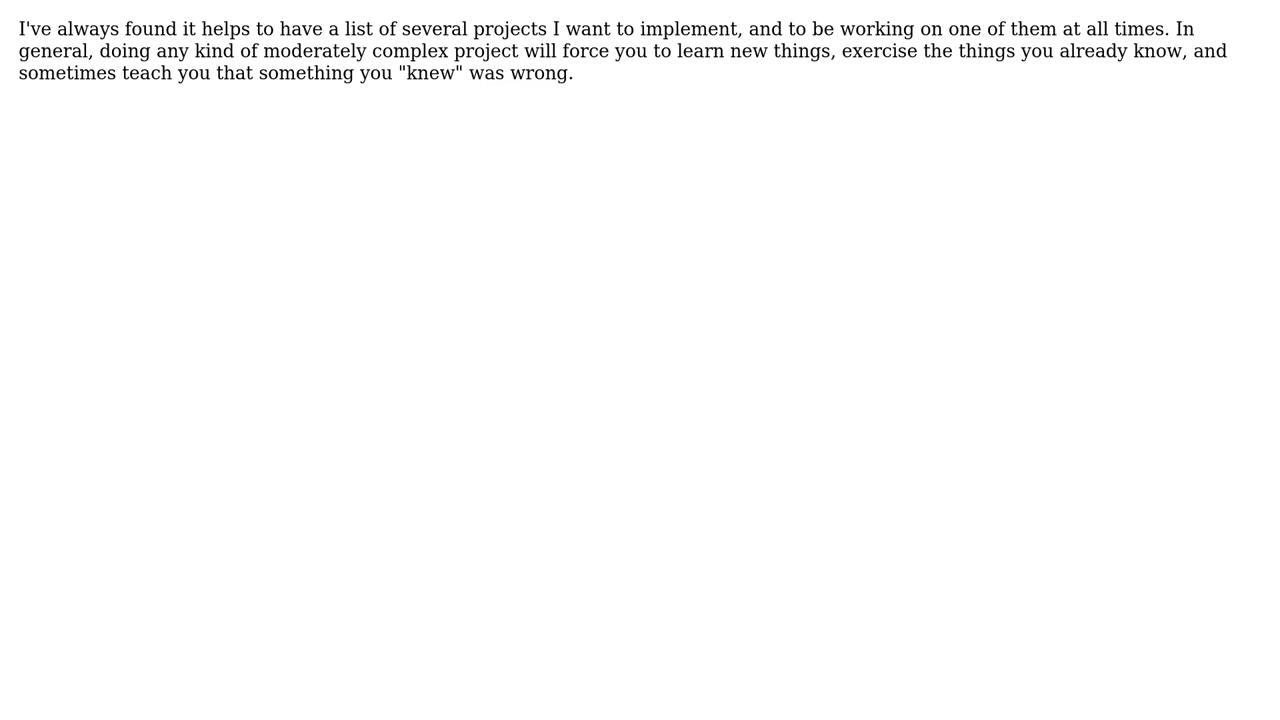 I've always found it helps to have a list of several projects I want to implement, and to be working on one of them at all times. In
general, doing any kind of moderately complex project will force you to learn new things, exercise the things you already know, and
sometimes teach you that something you "knew" was wrong.